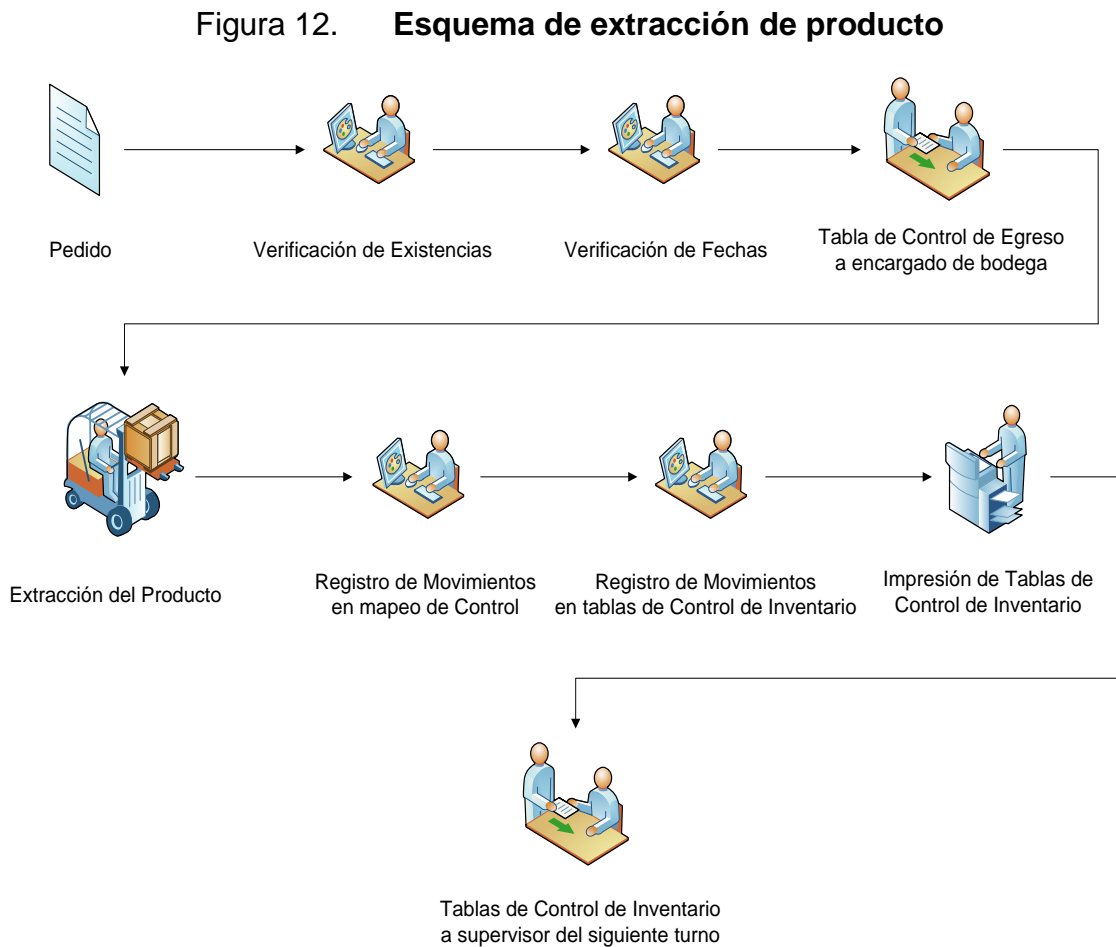 Figura 12. Esquema de extracción de producto
Pedido
Verificación de Existencias
Verificación de Fechas
Tabla de Control de Egreso
a encargado de bodega
Extracción del Producto
Registro de Movimientos
en mapeo de Control
Registro de Movimientos
en tablas de Control de Inventario
Impresión de Tablas de
Control de Inventario
Tablas de Control de Inventario
a supervisor del siguiente turno